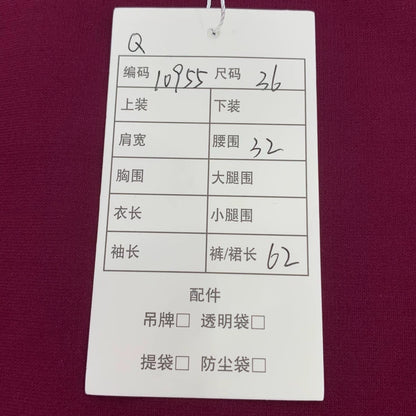 Q
编码 10955 尺码 36
上装 下装
肩宽 腰围 32
胸围 大腿围
衣长 小腿围
袖长 裤/裙长 62
配件
吊牌□ 透明袋□
提袋□ 防尘袋□